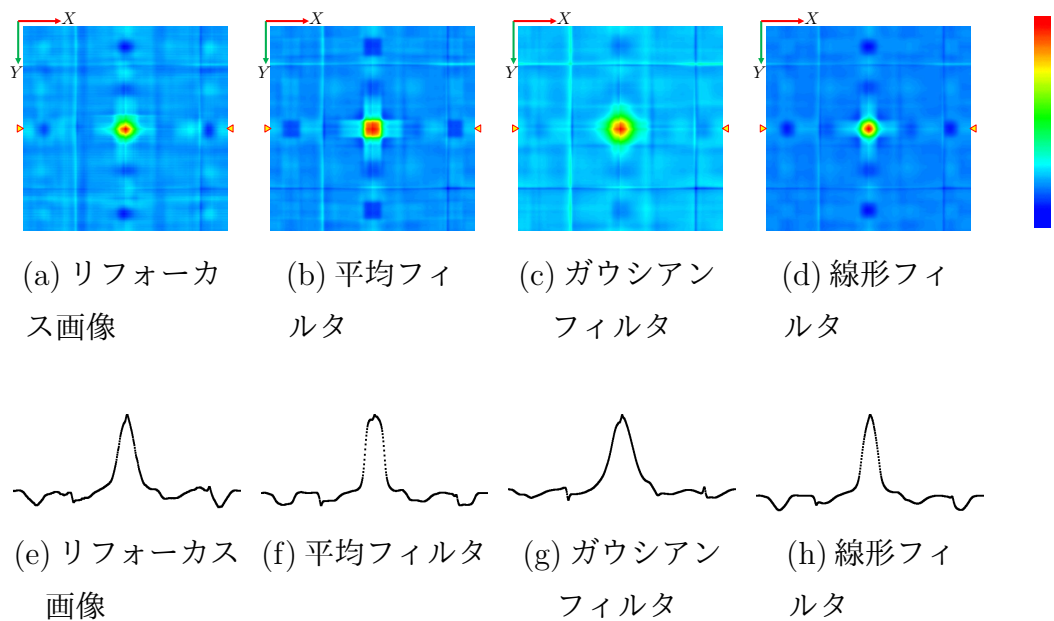 X X X X
Y Y Y Y
(a) リフォーカ
ス画像
(b) 平均フィ
ルタ
(c) ガウシアン
フィルタ
(d) 線形フィ
ルタ
(e) リフォーカス
画像
(f) 平均フィルタ
(g) ガウシアン
フィルタ
(h) 線形フィ
ルタ